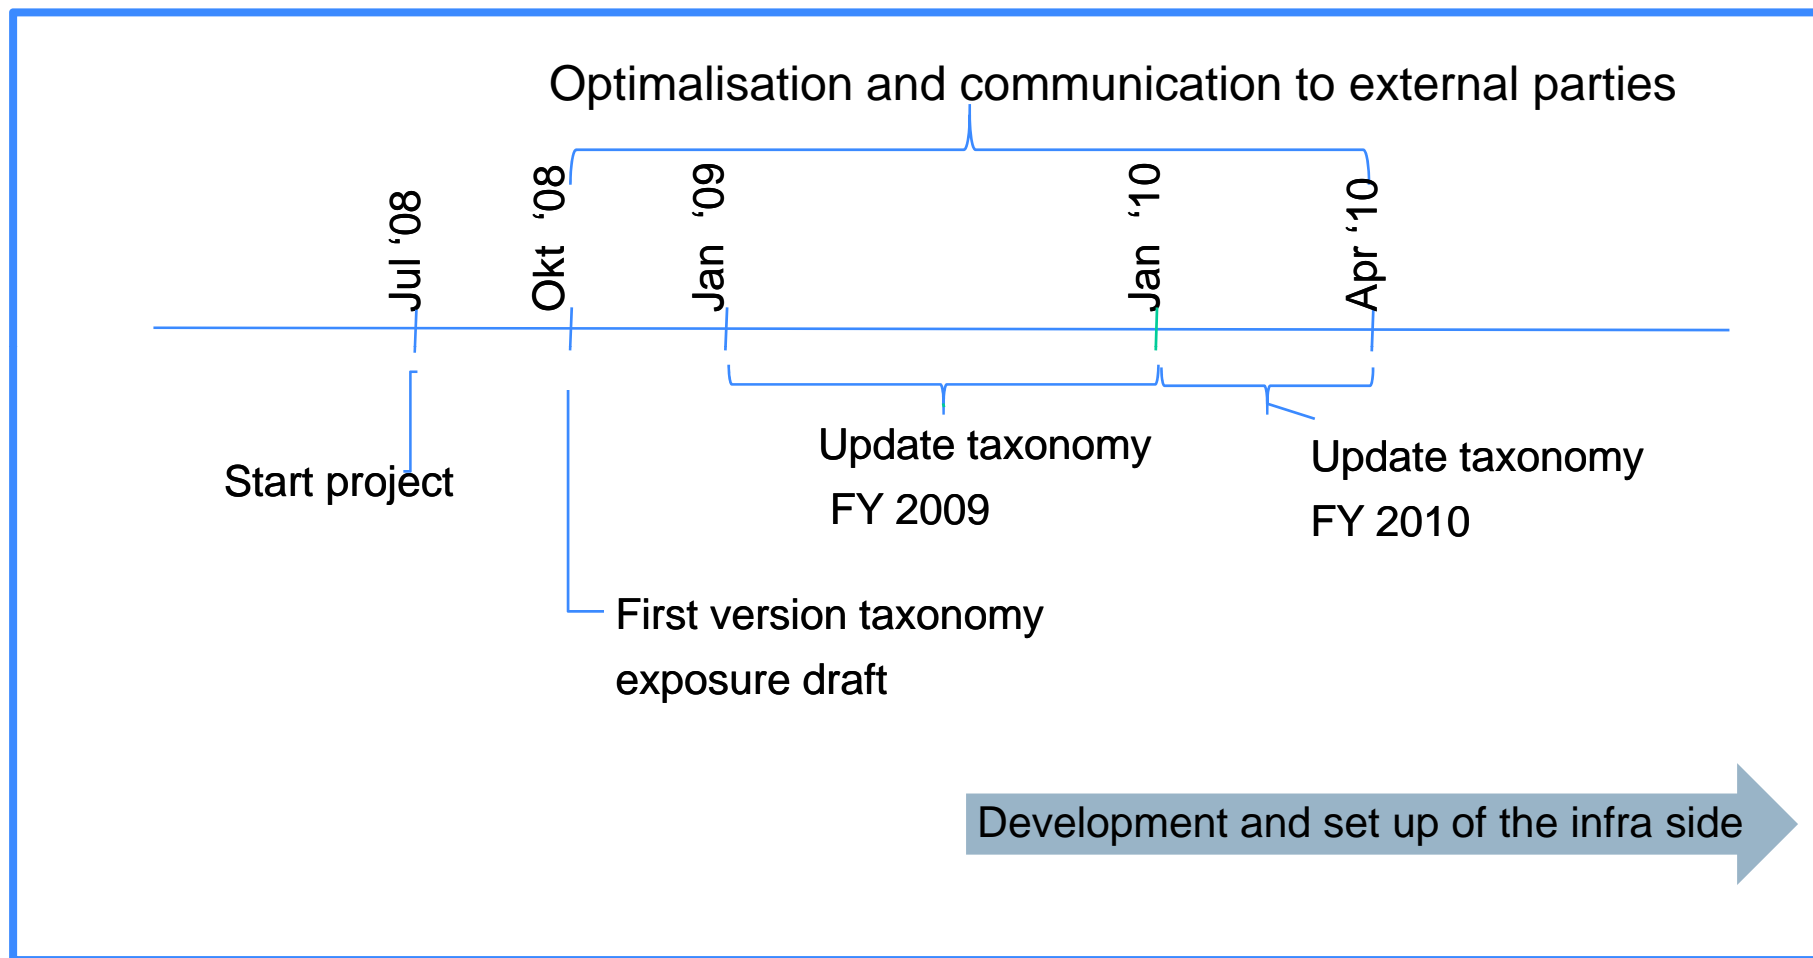 Optimalisation and communication to external parties
Jul ‘08
Okt ‘08
Jan ‘09
Jan ‘10
Apr ‘10
Start project
Update taxonomy
FY 2009
Update taxonomy
FY 2010
First version taxonomy
exposure draft
Development and set up of the infra side